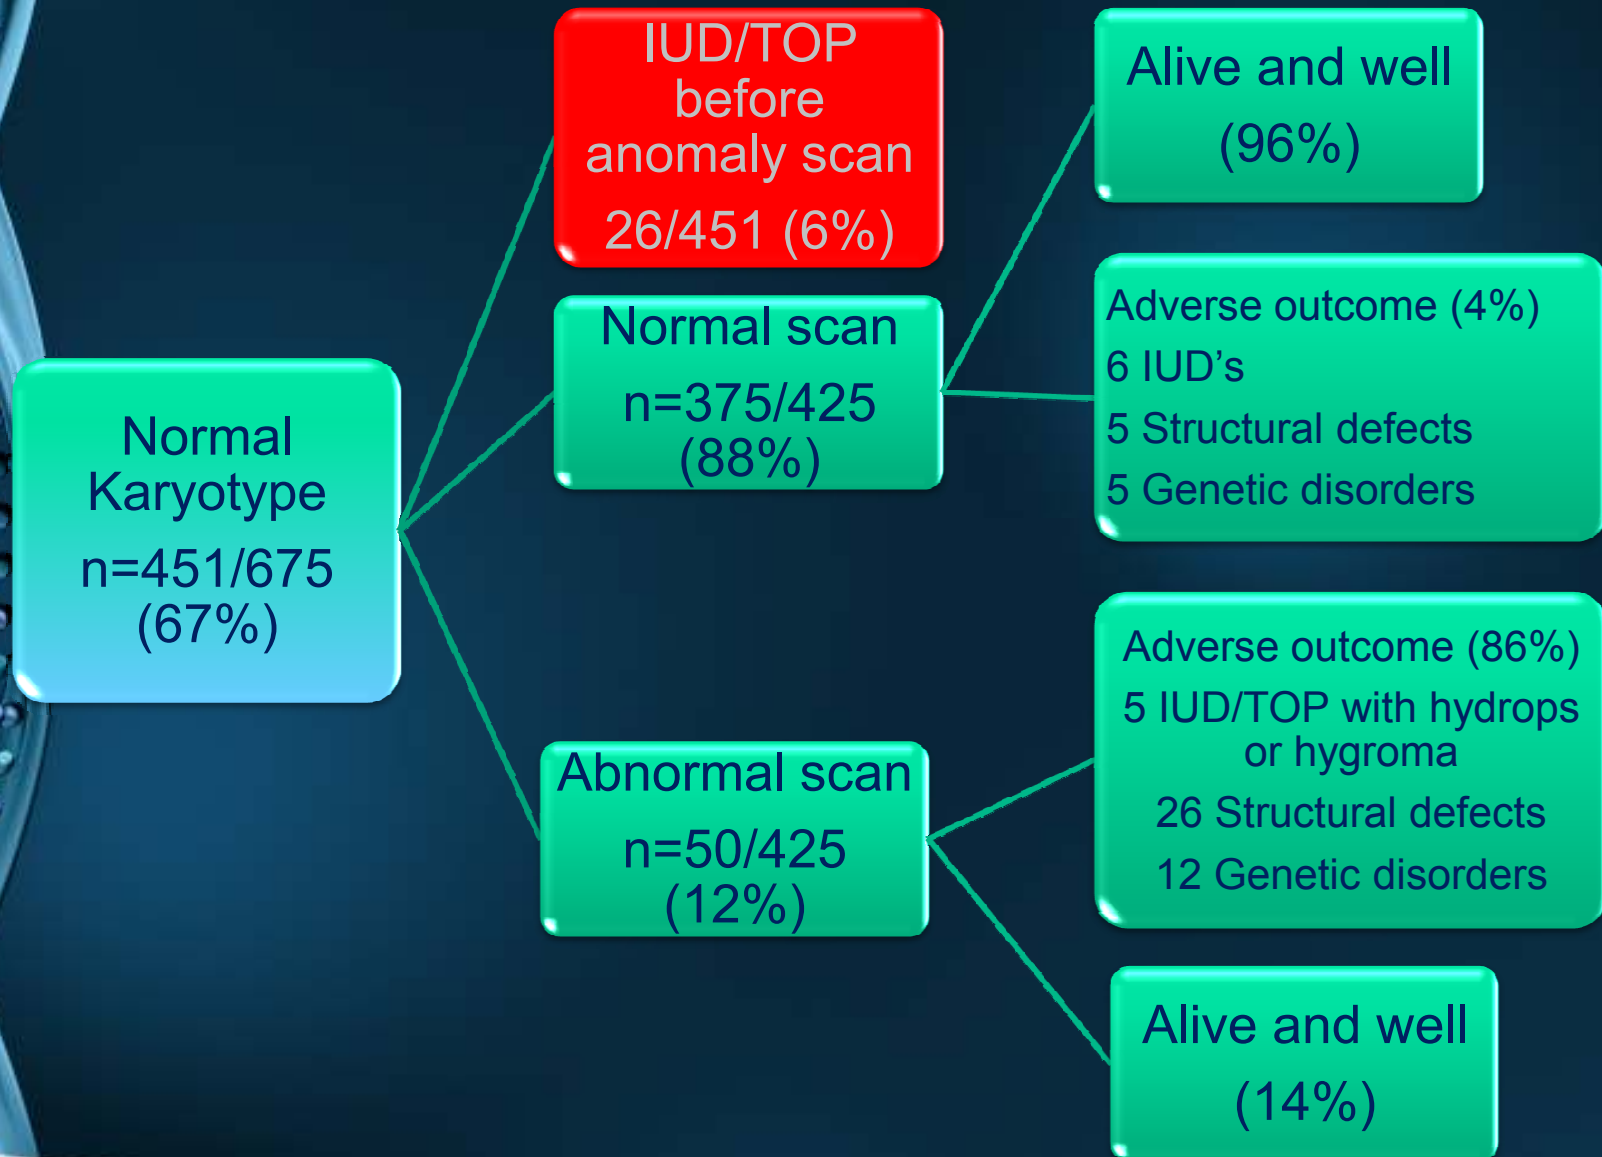 Normal
Karyotype
n=451/675
(67%)
IUD/TOP
before
anomaly scan
26/451 (6%)
Normal scan
n=375/425
(88%)
Abnormal scan
n=50/425
(12%)
Alive and well
(96%)
Adverse outcome (4%)
6 IUD’s
5 Structural defects
5 Genetic disorders
Adverse outcome (86%)
5 IUD/TOP with hydrops
or hygroma
26 Structural defects
12 Genetic disorders
Alive and well
(14%)